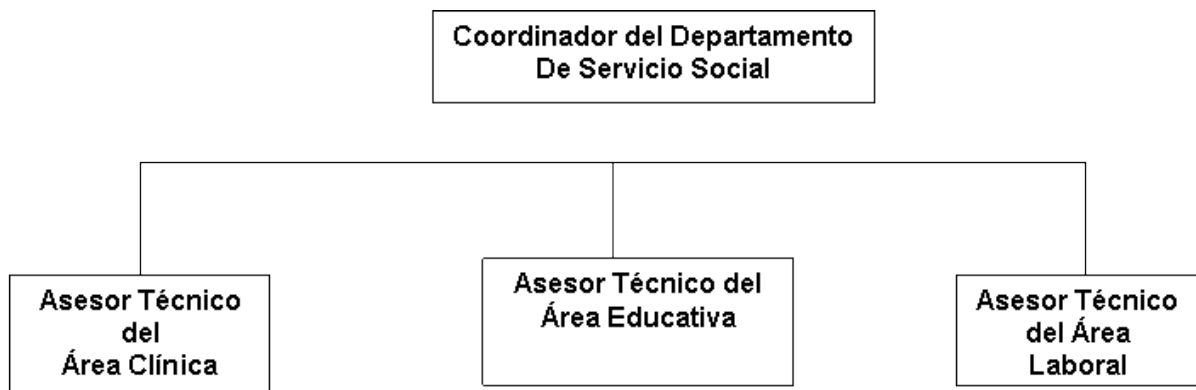 Coordinador del Departamento
De Servicio Social
Asesor Técnico
del
Área Clínica
Asesor Técnico del
Área Educativa
Asesor Técnico
del Área
Laboral